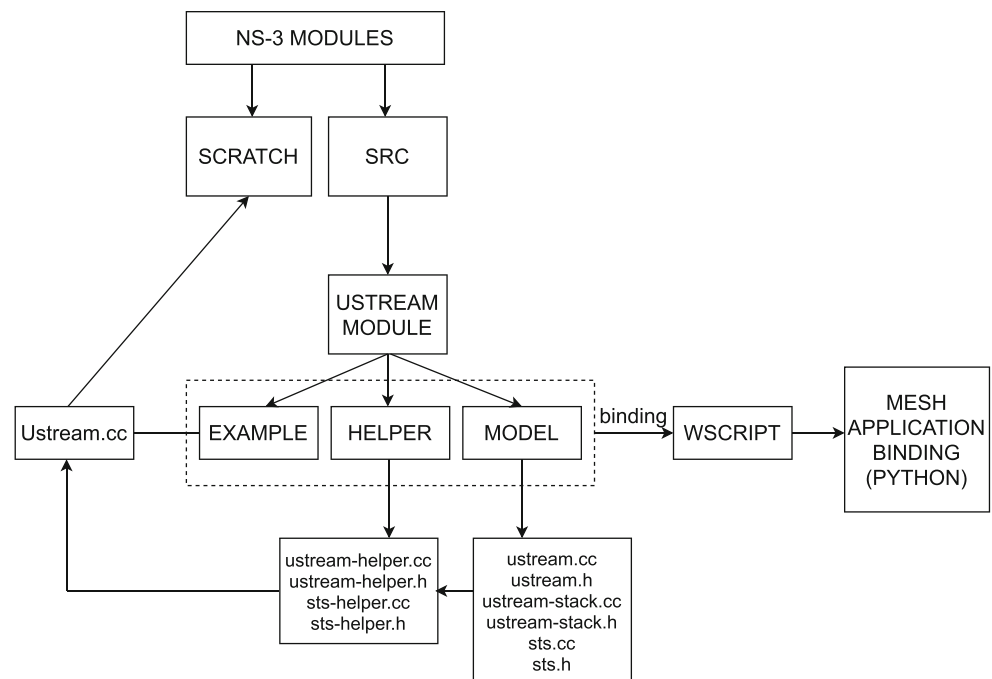 NS-3 MODULES
SCRATCH
SRC
USTREAM
MODULE
Ustream.cc
EXAMPLE
HELPER
MODEL
binding
WSCRIPT
MESH
APPLICATION
BINDING
(PYTHON)
ustream-helper.cc
ustream-helper.h
sts-helper.cc
sts-helper.h
ustream.cc
ustream.h
ustream-stack.cc
ustream-stack.h
sts.cc
sts.h